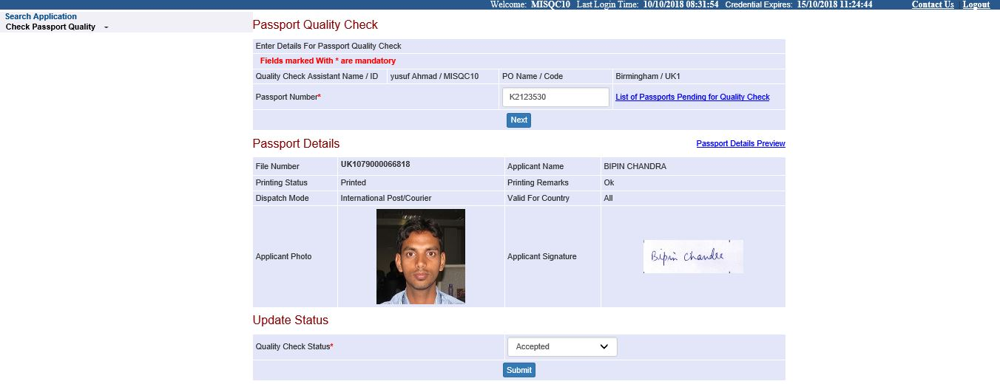 Welcome: MISQC10 Last Login Time: 10/10/2018 08:31:54 Credential Expires: 15/10/2018 11:24:44 Contact Us | Logout
Search Application
Check Passport Quality
Passport Quality Check
Enter Details For Passport Quality Check
Fields marked With * are mandatory
Quality Check Assistant Name / ID yusuf Ahmad / MISQC10 PO Name / Code Birmingham / UK1
Passport Number* K2123530 List of Passports Pending for Quality Check
Next
Passport Details Passport Details Preview
File Number UK1079000066818 Applicant Name BIPIN CHANDRA
Printing Status Printed Printing Remarks Ok
Dispatch Mode International Post/Courier Valid For Country All
Applicant Photo Applicant Signature Bipin Chandra
Update Status
Quality Check Status* Accepted
Submit